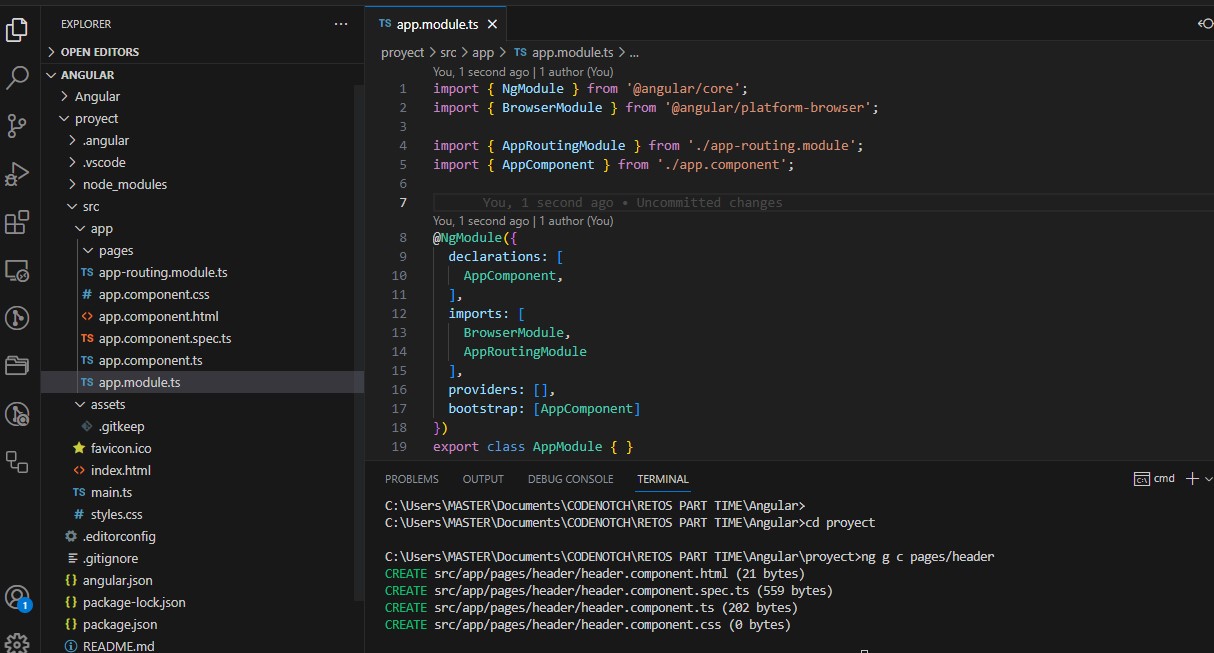 EXPLORER
...
OPEN EDITORS
ANGULAR
Angular
proyect
.angular
.vscode
node_modules
src
app
pages
TS app-routing.module.ts
# app.component.css
<> app.component.html
TS app.component.spec.ts
TS app.component.ts
TS app.module.ts
assets
.gitkeep
favicon.ico
<> index.html
TS main.ts
# styles.css
.editorconfig
.gitignore
{} angular.json
{} package-lock.json
{} package.json
README.md
1
TS app.module.ts
proyect > src > app > TS app.module.ts > ...
You, 1 second ago | 1 author (You)
1 import { NgModule } from '@angular/core';
2 import { BrowserModule } from '@angular/platform-browser';
3
4 import { AppRoutingModule } from './app-routing.module';
5 import { AppComponent } from './app.component';
6
7 You, 1 second ago • Uncommitted changes
You, 1 second ago | 1 author (You)
8 @NgModule({
9 declarations: [
10 AppComponent,
11 ],
12 imports: [
13 BrowserModule,
14 AppRoutingModule
15 ],
16 providers: [],
17 bootstrap: [AppComponent]
18 })
19 export class AppModule { }
PROBLEMS OUTPUT DEBUG CONSOLE TERMINAL cmd
C:\Users\MASTER\Documents\CODENOTCH\RETOS PART TIME\Angular>
C:\Users\MASTER\Documents\CODENOTCH\RETOS PART TIME\Angular>cd proyect
C:\Users\MASTER\Documents\CODENOTCH\RETOS PART TIME\Angular\proyect>ng g c pages/header
CREATE src/app/pages/header/header.component.html (21 bytes)
CREATE src/app/pages/header/header.component.spec.ts (559 bytes)
CREATE src/app/pages/header/header.component.ts (202 bytes)
CREATE src/app/pages/header/header.component.css (0 bytes)